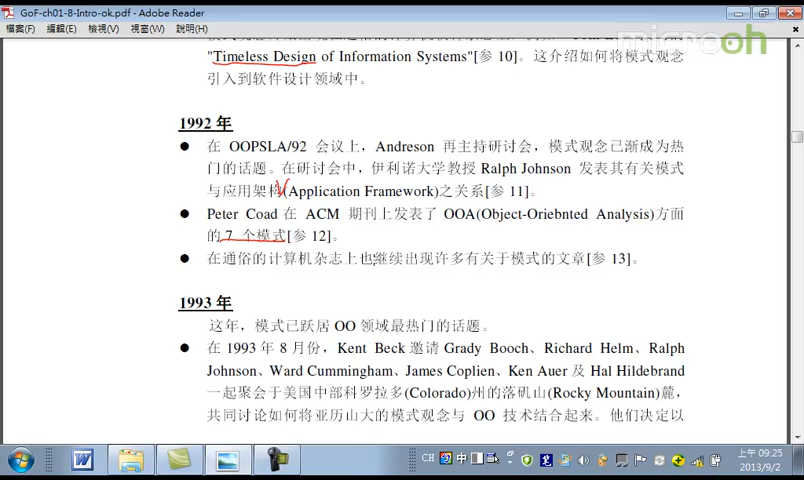 GoF-ch01-8-Intro-ok.pdf - Adobe Reader
檔案(F) 編輯(E) 檢視(V) 視窗(W) 說明(H)
microoh
"Timeless Design of Information Systems"[参 10]。这介绍如何将模式观念
引入到软件设计领域中。
1992 年
● 在 OOPSLA/92 会议上，Andreson 再主持研讨会，模式观念已渐成为热
门的话题。在研讨会中，伊利诺大学教授 Ralph Johnson 发表其有关模式
与应用架构(Application Framework)之关系[参 11]。
● Peter Coad 在 ACM 期刊上发表了 OOA(Object-Oriebnted Analysis)方面
的 7 个模式[参 12]。
● 在通俗的计算机杂志上也继续出现许多有关于模式的文章[参 13]。
1993 年
这年，模式已跃居 OO 领域最热门的话题。
● 在 1993 年 8 月份，Kent Beck 邀请 Grady Booch、Richard Helm、Ralph
Johnson、Ward Cummingham、James Coplien、Ken Auer 及 Hal Hildebrand
一起聚会于美国中部科罗拉多(Colorado)州的落矶山(Rocky Mountain)麓，
共同讨论如何将亚历山大的模式观念与 OO 技术结合起来。他们决定以
CH 中 上午 09:25
2013/9/2